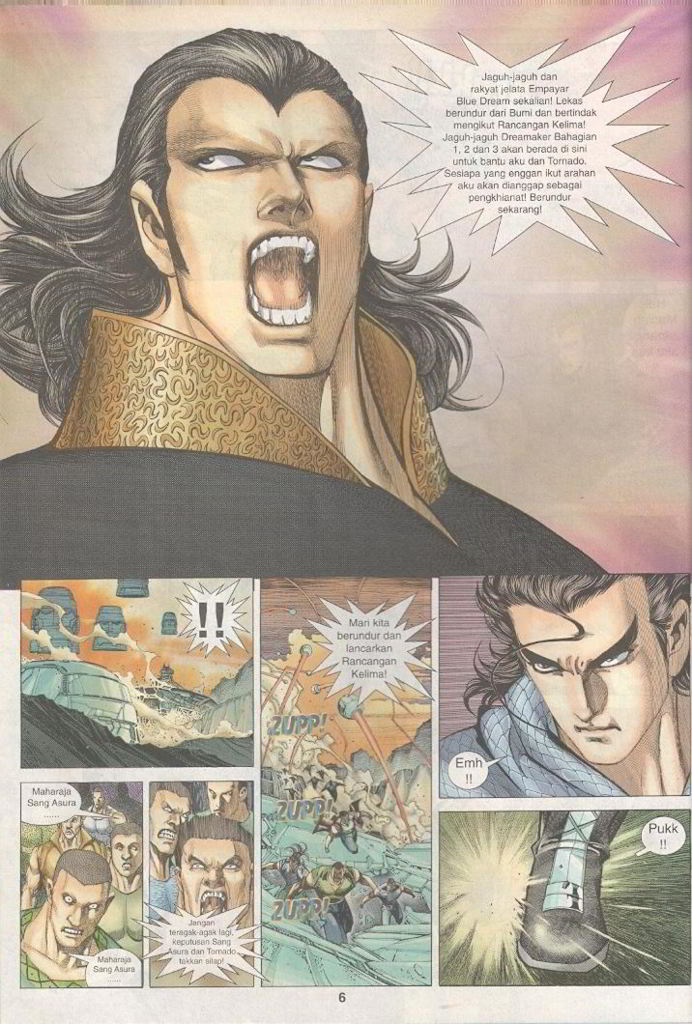 Jaguh-jaguh dan
rakyat jelata Empayar
Blue Dream sekalian! Lekas
berundur dari Bumi dan bertindak
mengikut Rancangan Kelima!
Jaguh-jaguh Dreamaker Bahagian
1, 2 dan 3 akan berada di sini
untuk bantu aku dan Tornado.
Sesiapa yang enggan ikut arahan
aku akan dianggap sebagai
pengkhianat! Berundur
sekarang!
!!
Mari kita
berundur dan
lancarkan
Rancangan
Kelima!
ZUPP!
ZUPP!
ZUPP!
Emh
!!
Maharaja
Sang Asura
......
Maharaja
Sang Asura
Jangan
teragak-agak lagi,
keputusan Sang
Asura dan Tornado
takkan silap!
Pukk
!!
6